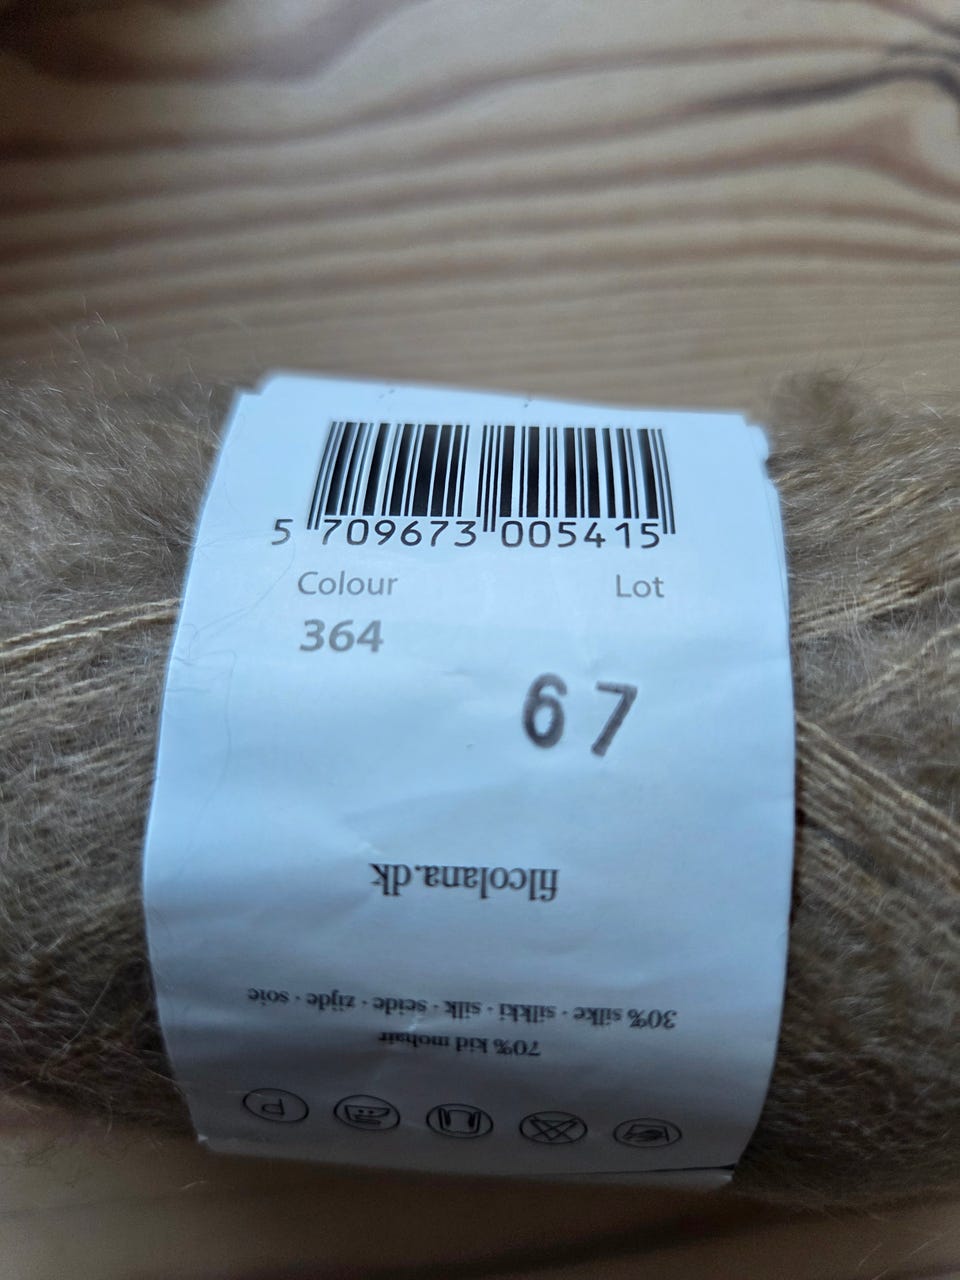 5 709673 005415
Colour Lot
364
67
filcolana.dk
70% kid mohair
30% silke · silkki · silk · seide · zijde · soie
P